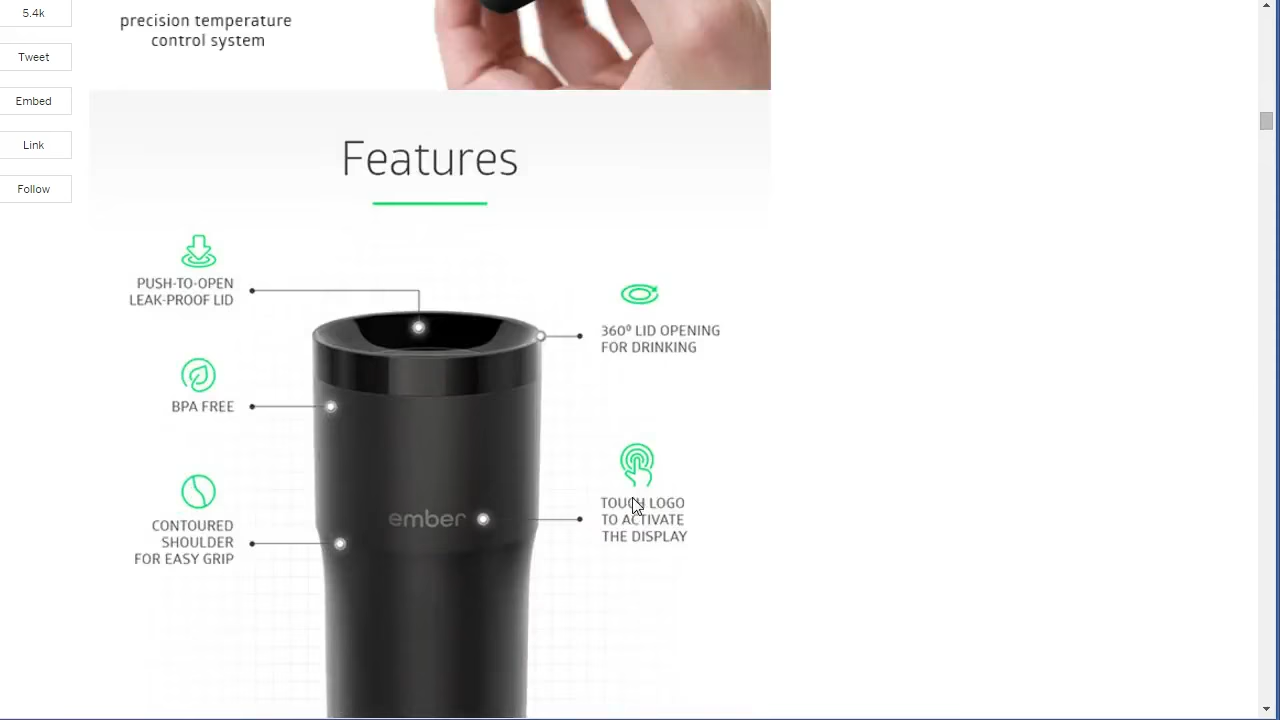 5.4k
Tweet
Embed
Link
Follow
precision temperature
control system
Features
PUSH-TO-OPEN
LEAK-PROOF LID
360º LID OPENING
FOR DRINKING
BPA FREE
TOUCH LOGO
TO ACTIVATE
THE DISPLAY
ember
CONTOURED
SHOULDER
FOR EASY GRIP